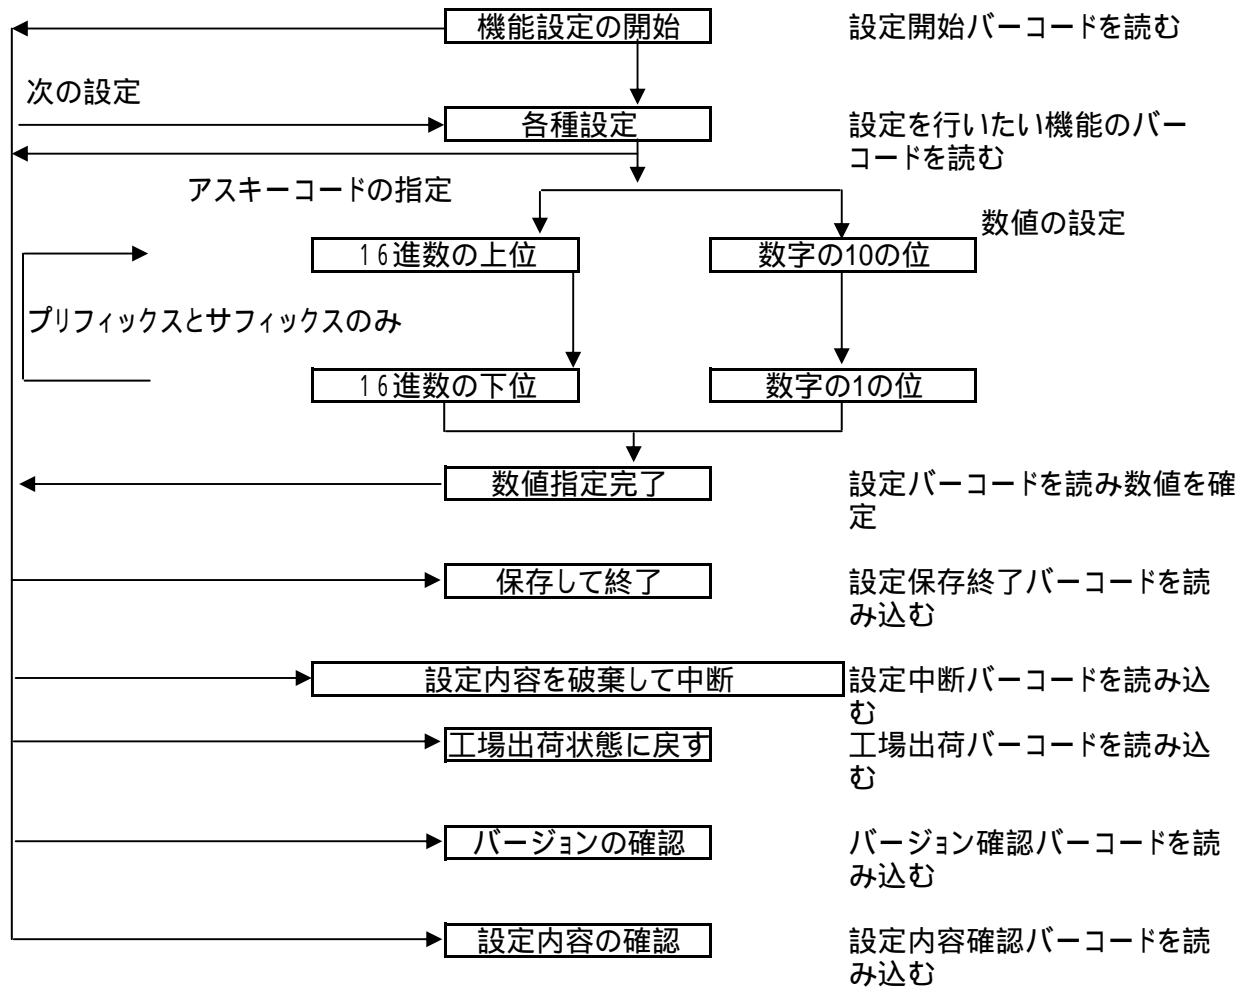 機能設定の開始
設定開始バーコードを読む
次の設定
各種設定
設定を行いたい機能のバー
コードを読む
アスキーコードの指定
数値の設定
16進数の上位
数字の10の位
プリフィックスとサフィックスのみ
16進数の下位
数字の1の位
数値指定完了
設定バーコードを読み数値を確
定
保存して終了
設定保存終了バーコードを読
み込む
設定内容を破棄して中断
設定中断バーコードを読み込
む
工場出荷状態に戻す
工場出荷バーコードを読み込
む
バージョンの確認
バージョン確認バーコードを読
み込む
設定内容の確認
設定内容確認バーコードを読
み込む